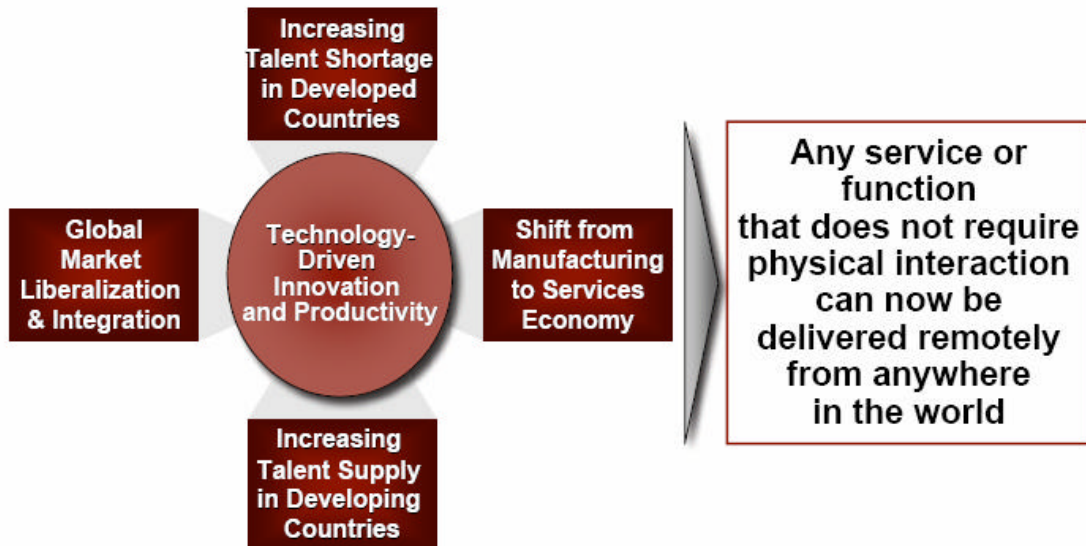 Increasing
Talent Shortage
in Developed
Countries
Global
Market
Liberalization
& Integration
Technology-
Driven
Innovation
and Productivity
Shift from
Manufacturing
to Services
Economy
Increasing
Talent Supply
in Developing
Countries
Any service or
function
that does not require
physical interaction
can now be
delivered remotely
from anywhere
in the world